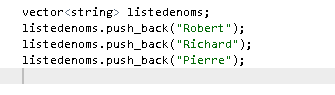 vector<string> listedenoms;
listedenoms.push_back("Robert");
listedenoms.push_back("Richard");
listedenoms.push_back("Pierre");